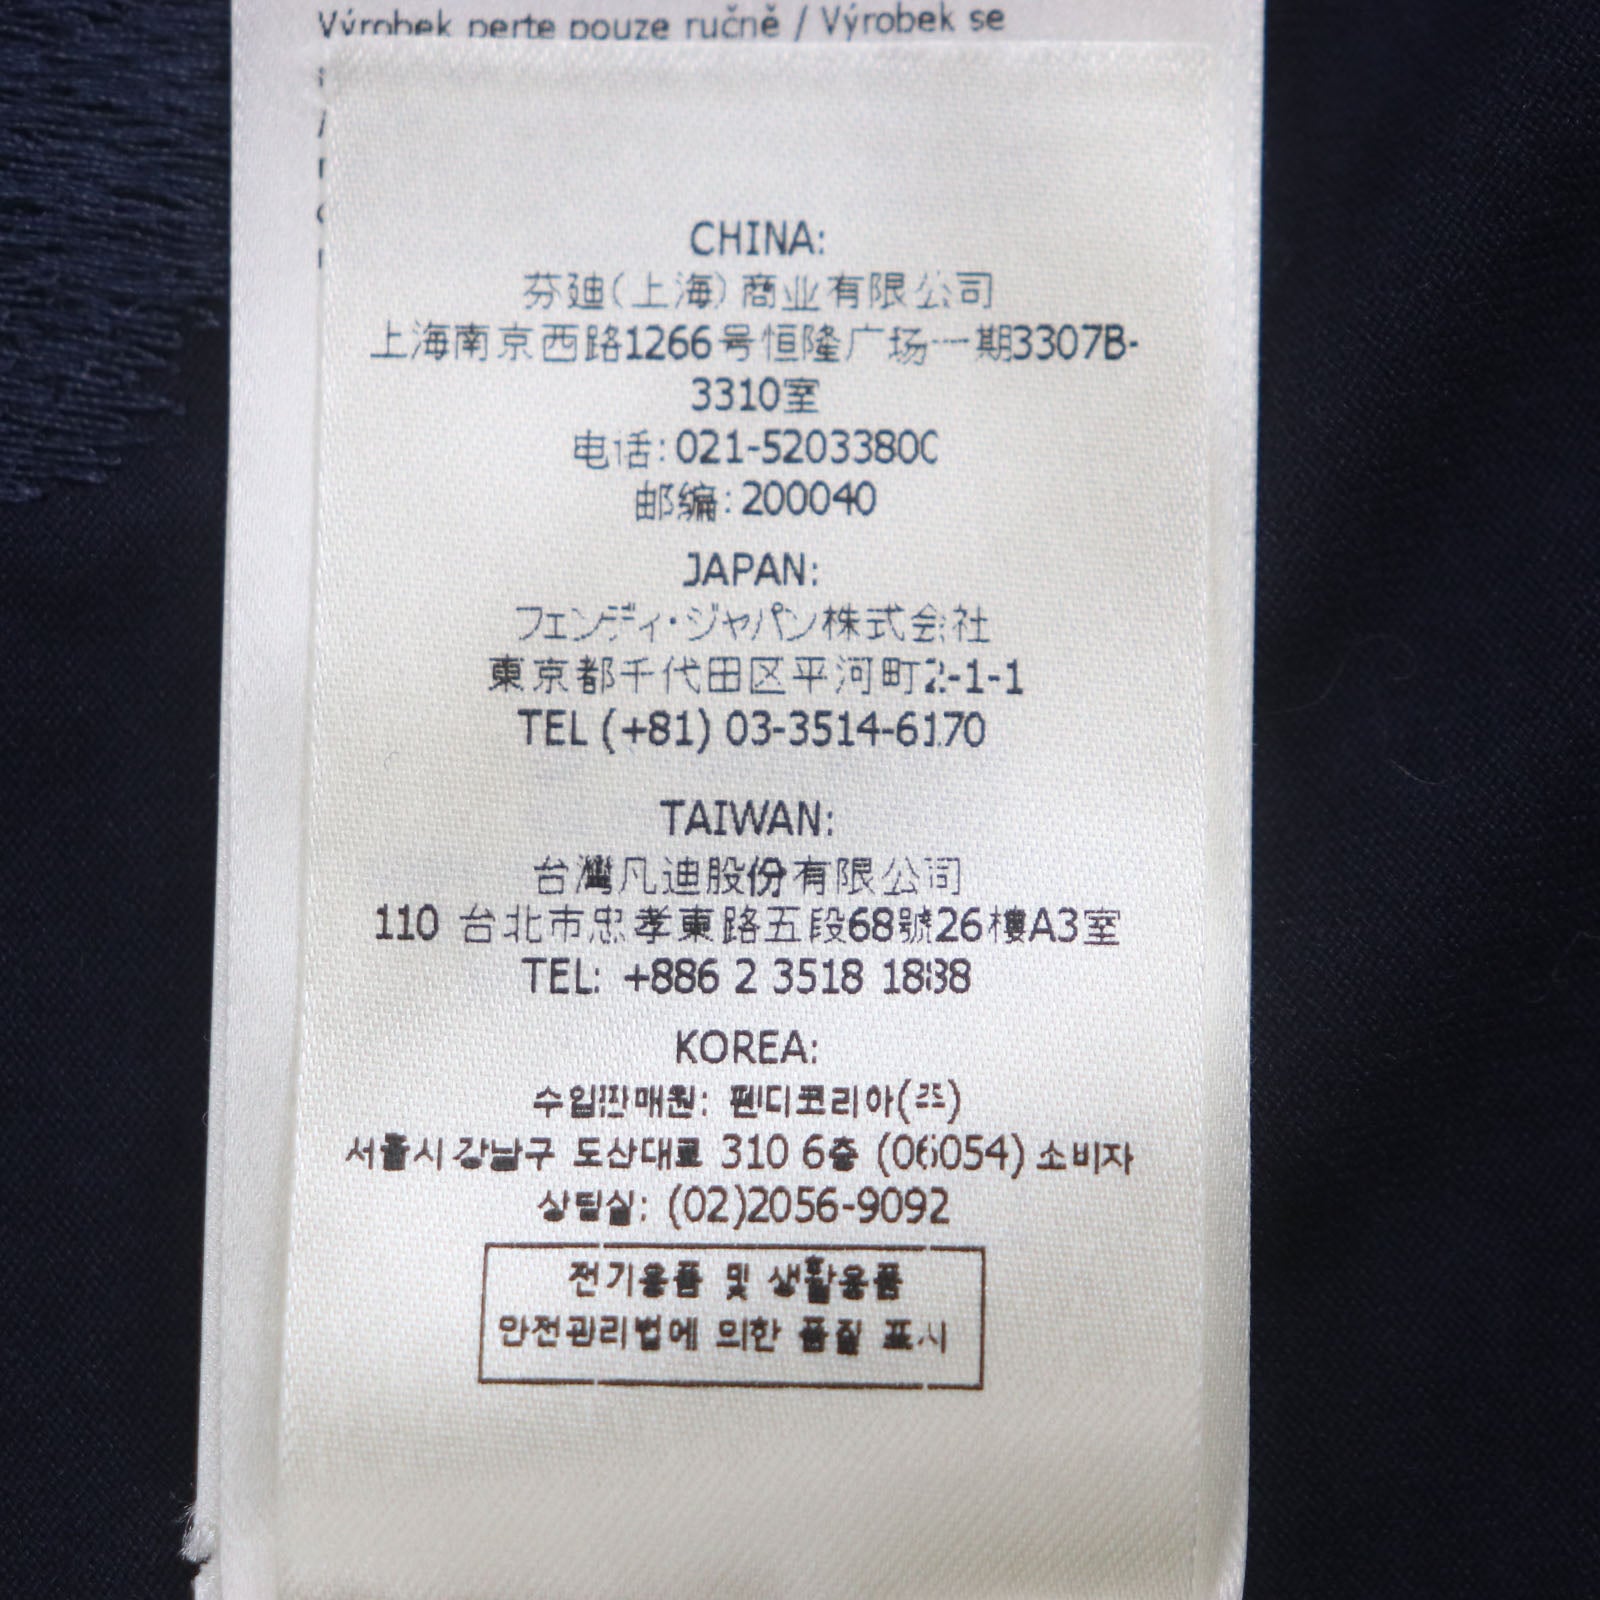 Výrobek perte pouze ručně / Výrobek se
CHINA:
芬廸(上海)商业有限公司
上海南京西路1266号恒隆广场一期3307B-
3310室
电话:021-52033800
邮编:200040
JAPAN:
フェンディ・ジャパン株式会社
東京都千代田区平河町2-1-1
TEL (+81) 03-3514-6170
TAIWAN:
台灣凡迪股份有限公司
110 台北市忠孝東路五段68號26樓A3室
TEL: +886 2 3518 1888
KOREA:
수입판매원: 펜디코리아(주)
서울시 강남구 도산대로 310 6층 (06054) 소비자
상담실: (02)2056-9092
전기용품 및 생활용품
안전관리법에 의한 품질 표시